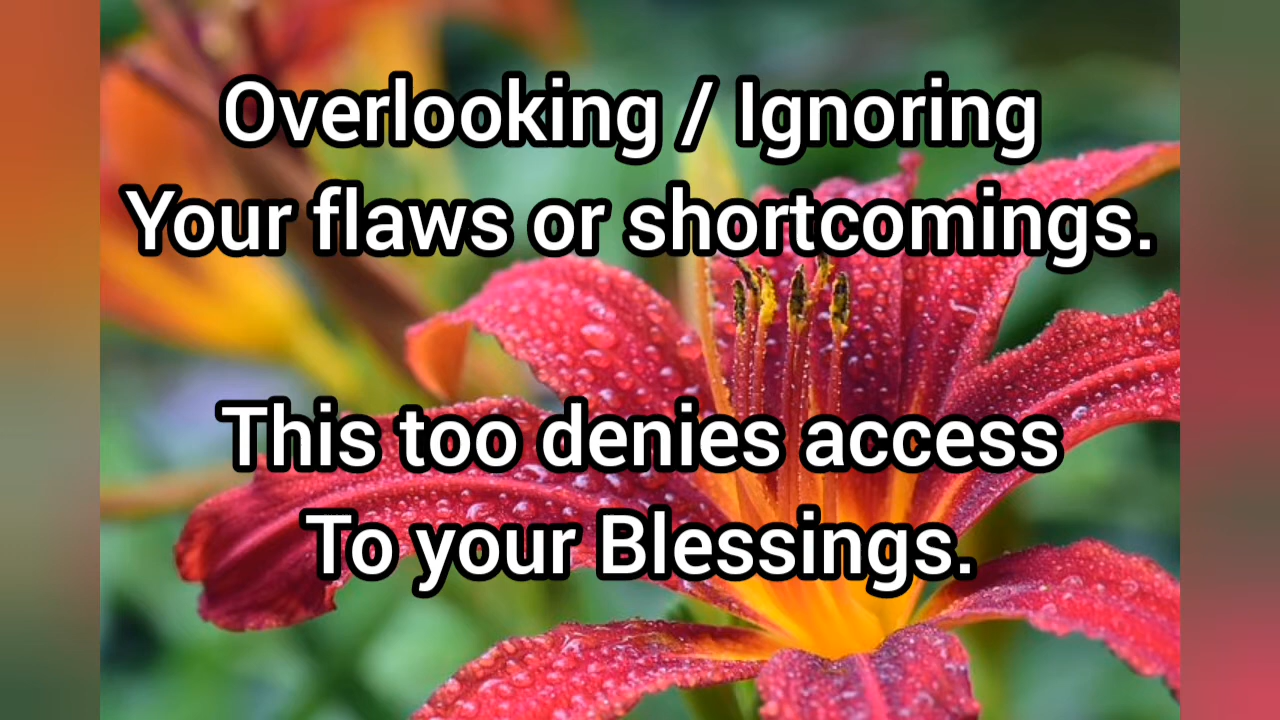 Overlooking / Ignoring
Your flaws or shortcomings.
This too denies access
To your Blessings.